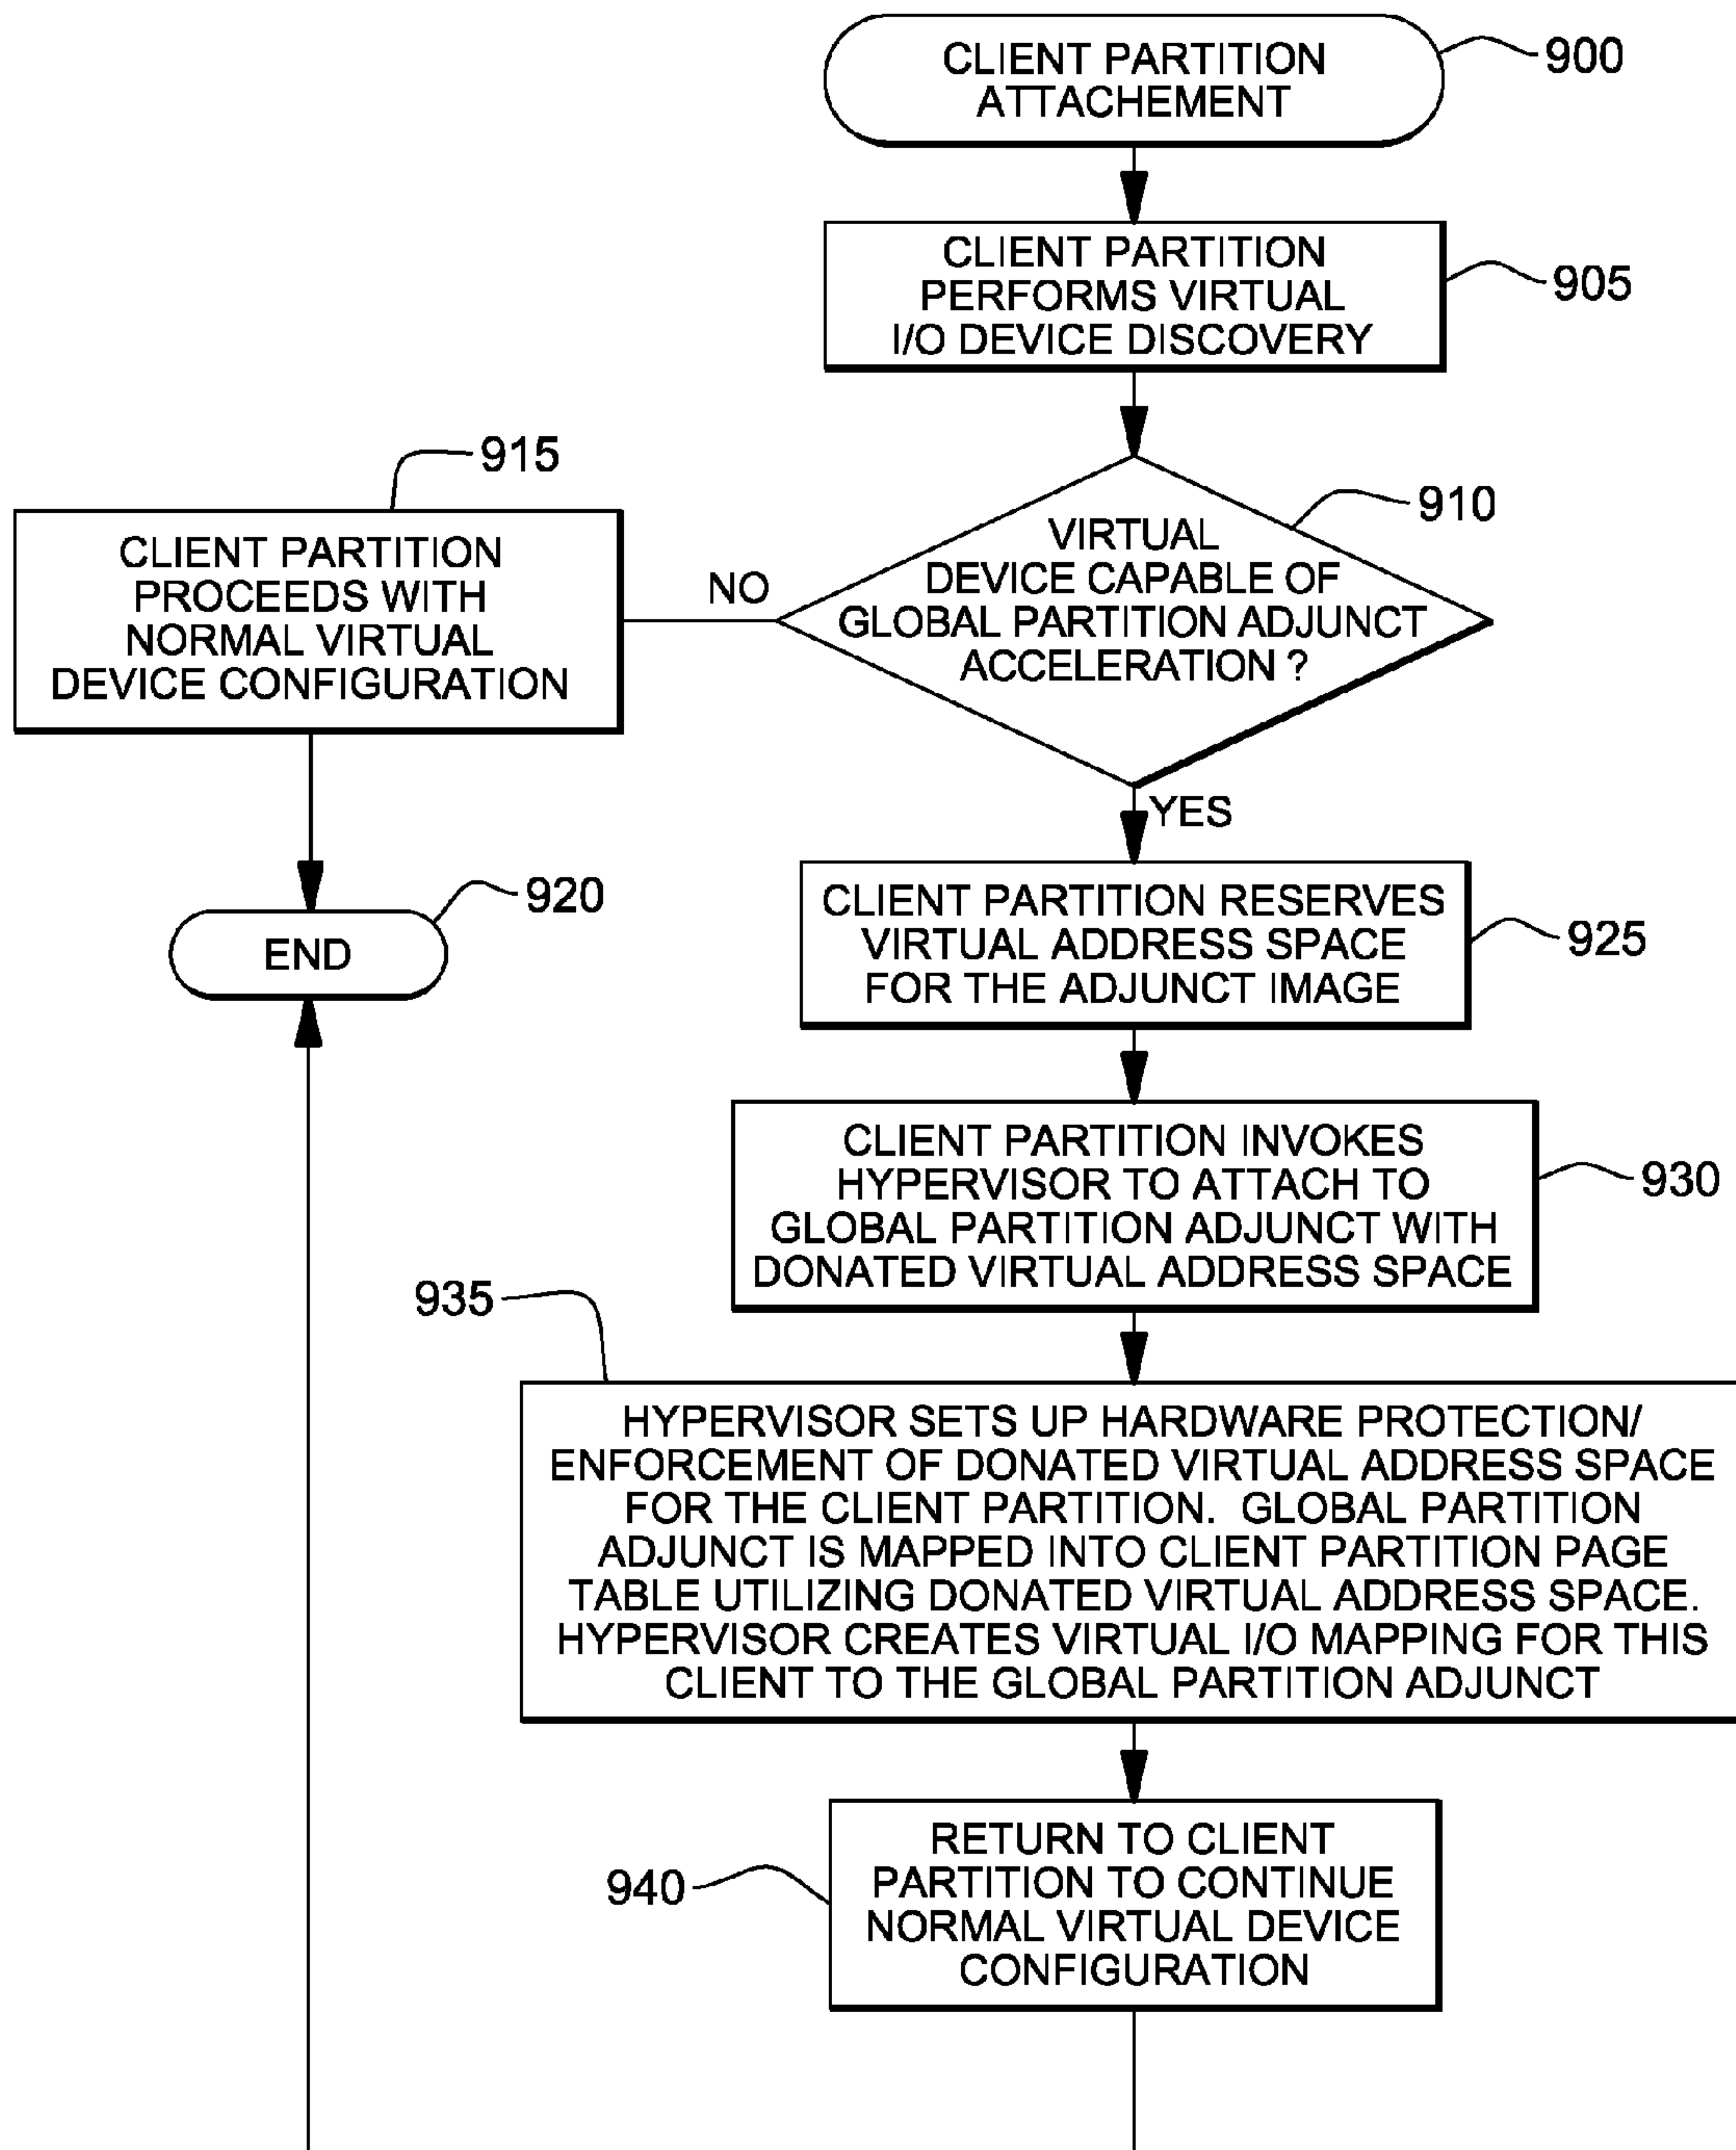 CLIENT PARTITION
ATTACHEMENT
900
CLIENT PARTITION
PERFORMS VIRTUAL
I/O DEVICE DISCOVERY
905
VIRTUAL
DEVICE CAPABLE OF
GLOBAL PARTITION ADJUNCT
ACCELERATION ?
910
NO
915
CLIENT PARTITION
PROCEEDS WITH
NORMAL VIRTUAL
DEVICE CONFIGURATION
920
END
YES
CLIENT PARTITION RESERVES
VIRTUAL ADDRESS SPACE
FOR THE ADJUNCT IMAGE
925
CLIENT PARTITION INVOKES
HYPERVISOR TO ATTACH TO
GLOBAL PARTITION ADJUNCT WITH
DONATED VIRTUAL ADDRESS SPACE
930
935
HYPERVISOR SETS UP HARDWARE PROTECTION/
ENFORCEMENT OF DONATED VIRTUAL ADDRESS SPACE
FOR THE CLIENT PARTITION. GLOBAL PARTITION
ADJUNCT IS MAPPED INTO CLIENT PARTITION PAGE
TABLE UTILIZING DONATED VIRTUAL ADDRESS SPACE.
HYPERVISOR CREATES VIRTUAL I/O MAPPING FOR THIS
CLIENT TO THE GLOBAL PARTITION ADJUNCT
940
RETURN TO CLIENT
PARTITION TO CONTINUE
NORMAL VIRTUAL DEVICE
CONFIGURATION